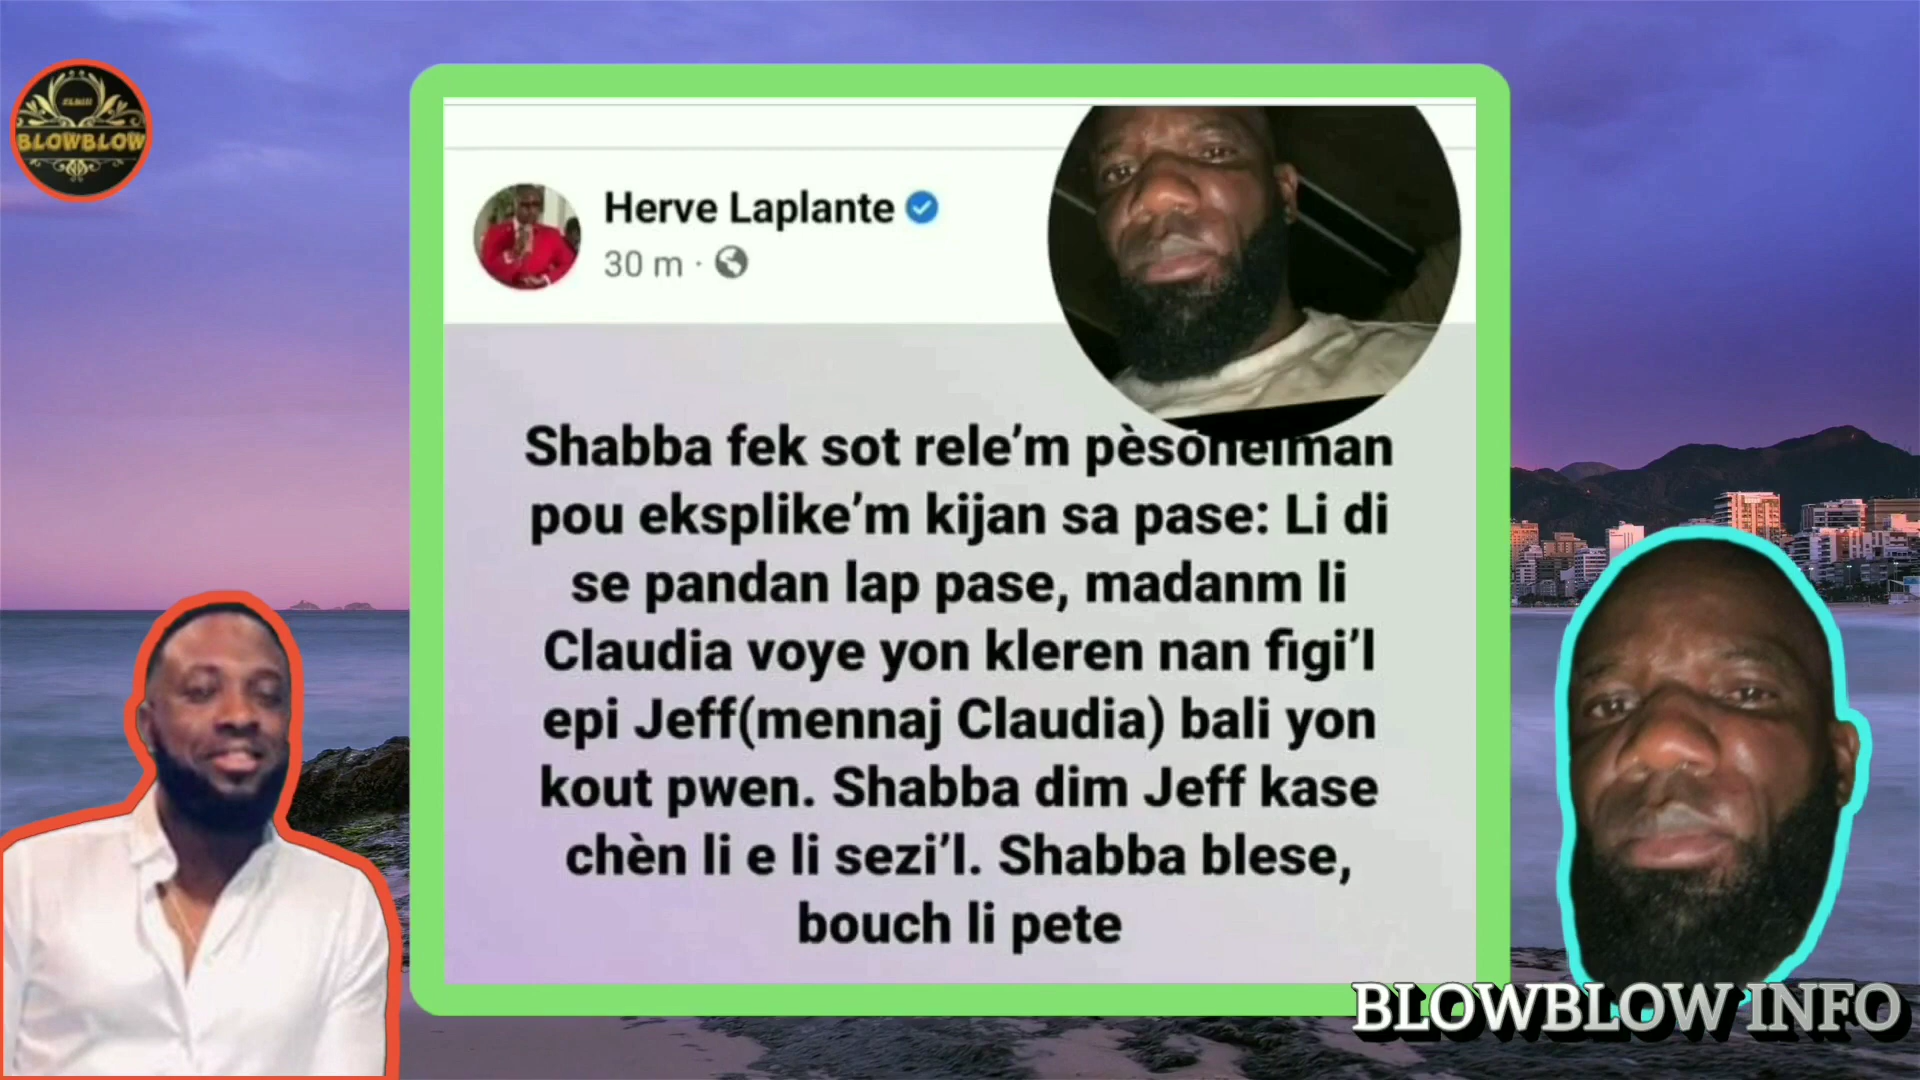 BLOWBLOW
Herve Laplante
30 m ·
Shabba fek sot rele’m pèsonelman
pou eksplike’m kijan sa pase: Li di
se pandan lap pase, madanm li
Claudia voye yon kleren nan figi’l
epi Jeff(mennaj Claudia) bali yon
kout pwen. Shabba dim Jeff kase
chèn li e li sezi’l. Shabba blese,
bouch li pete
BLOWBLOW INFO